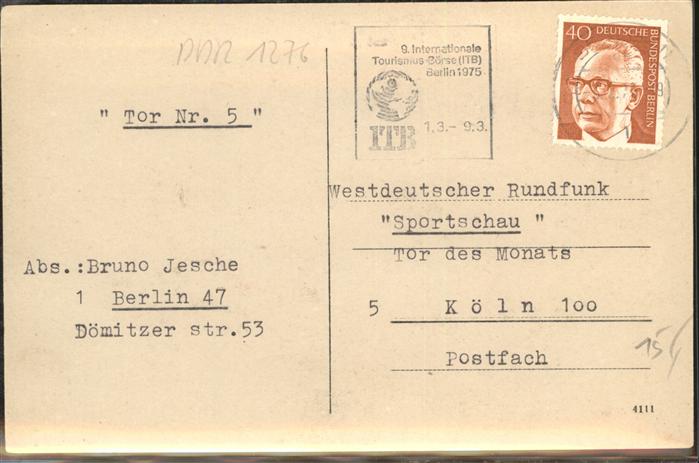 DDR 1276
9. Internationale
Tourismus-Börse (ITB)
Berlin 1975
ITB
1.3.- 9.3.
40 DEUTSCHE
BUNDESPOST BERLIN
" Tor Nr. 5 "
Westdeutscher Rundfunk
"Sportschau "
Tor des Monats
5 Köln 100
Postfach
Abs.:Bruno Jesche
1 Berlin 47
Dömitzer str.53
4111